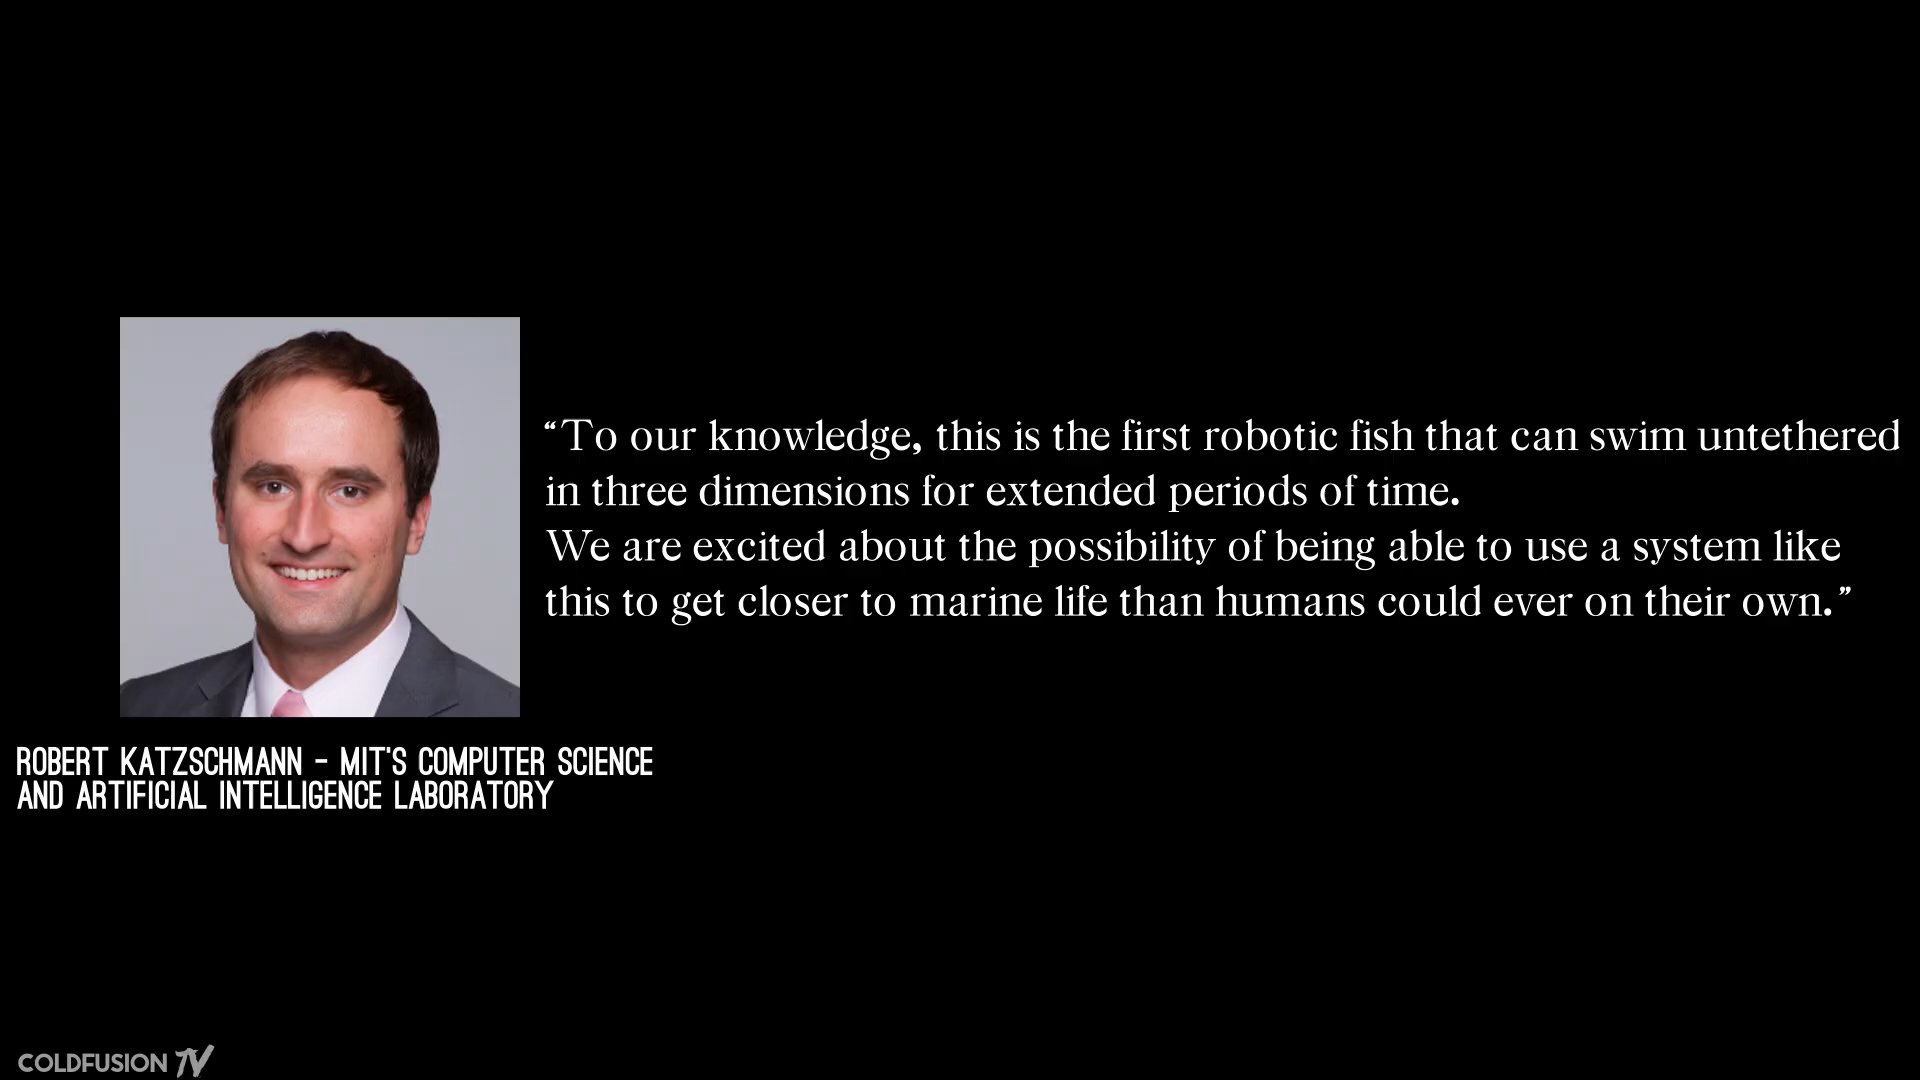 “To our knowledge, this is the first robotic fish that can swim untethered
in three dimensions for extended periods of time.
We are excited about the possibility of being able to use a system like
this to get closer to marine life than humans could ever on their own.”
ROBERT KATZSCHMANN - MIT'S COMPUTER SCIENCE
AND ARTIFICIAL INTELLIGENCE LABORATORY
COLDFUSION TV